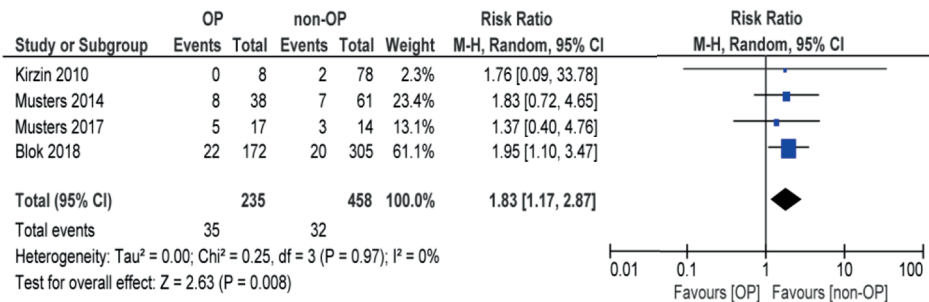 OP non-OP Risk Ratio Risk Ratio
Study or Subgroup Events Total Events Total Weight M-H, Random, 95% CI M-H, Random, 95% CI
Kirzin 2010 0 8 2 78 2.3% 1.76 [0.09, 33.78]
Musters 2014 8 38 7 61 23.4% 1.83 [0.72, 4.65]
Musters 2017 5 17 3 14 13.1% 1.37 [0.40, 4.76]
Blok 2018 22 172 20 305 61.1% 1.95 [1.10, 3.47]
Total (95% CI) 235 458 100.0% 1.83 [1.17, 2.87]
Total events 35 32
Heterogeneity: Tau² = 0.00; Chi² = 0.25, df = 3 (P = 0.97); I² = 0%
Test for overall effect: Z = 2.63 (P = 0.008)
0.01 0.1 1 10 100
Favours [OP] Favours [non-OP]